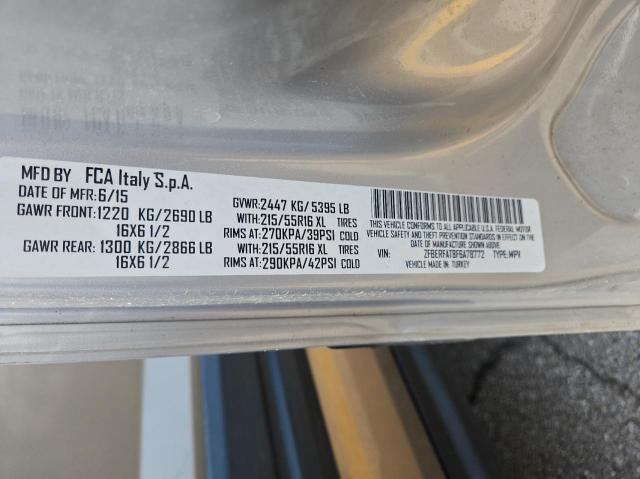 MFD BY FCA Italy S.p.A.
DATE OF MFR: 6/15
GAWR FRONT: 1220 KG/2690 LB
16X6 1/2
GAWR REAR: 1300 KG/2866 LB
16X6 1/2
GVWR: 2447 KG/ 5395 LB
WITH: 215/55R16 XL TIRES
RIMS AT: 270KPA/39PSI COLD
WITH: 215/55R16 XL TIRES
RIMS AT: 290KPA/42PSI COLD
THIS VEHICLE CONFORMS TO ALL APPLICABLE U.S.A. FEDERAL MOTOR
VEHICLE SAFETY AND THEFT PREVENTION STANDARDS IN EFFECT ON THE
DATE OF MANUFACTURE SHOWN ABOVE
VIN: ZFBERFAT8F6A78772 TYPE: MPV
VEHICLE MADE IN: TURKEY